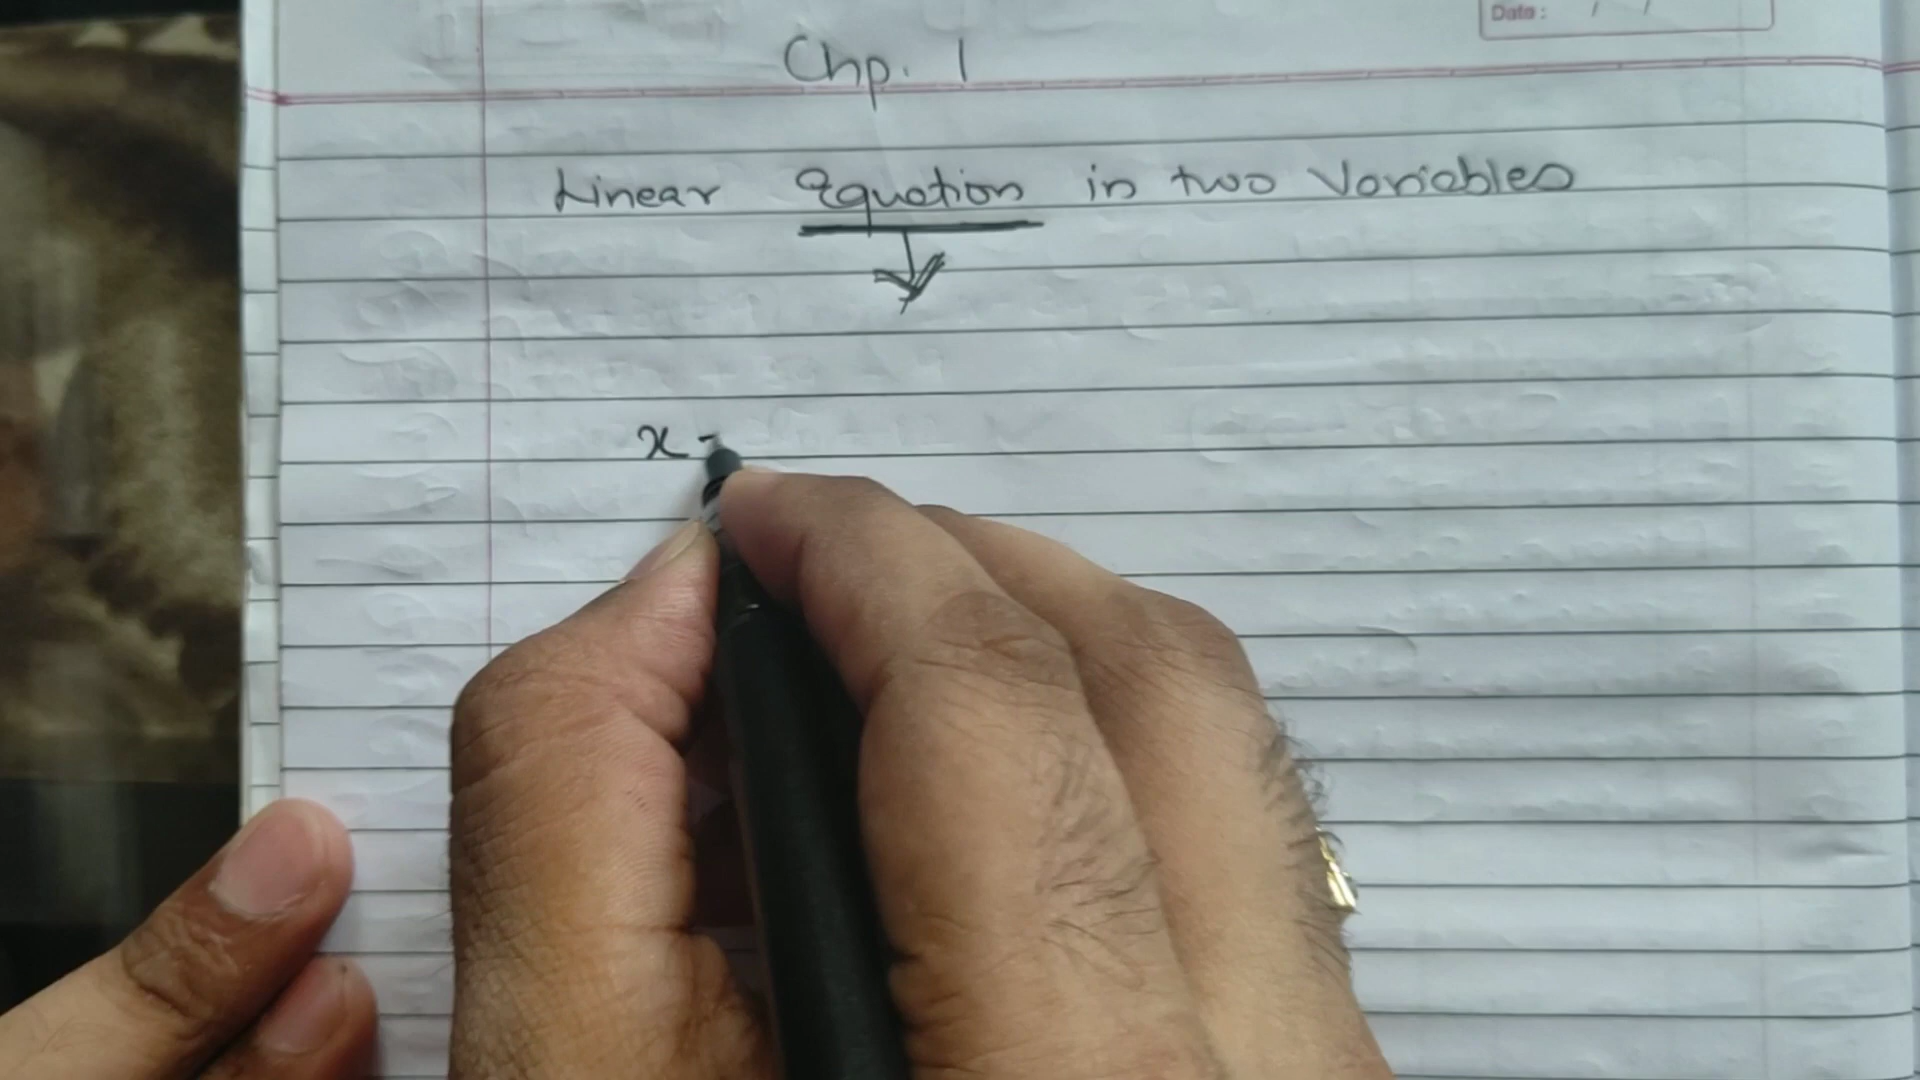 Date: / /
Chp. 1
Linear Equation in two Variables
x -